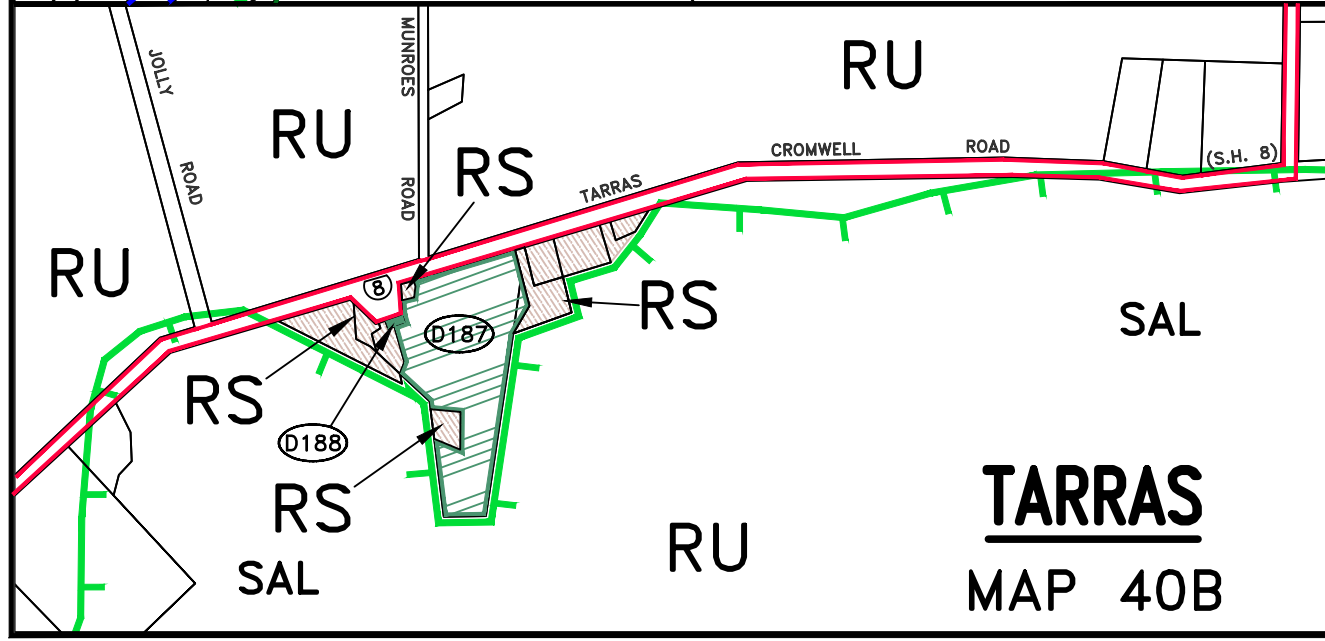 RU
JOLLY
ROAD
RU
MUNROES
ROAD
RS
RU
CROMWELL ROAD
TARRAS
(S.H. 8)
RU
8
D187
RS
SAL
RS
D188
RS
SAL
RU
TARRAS
MAP 40B